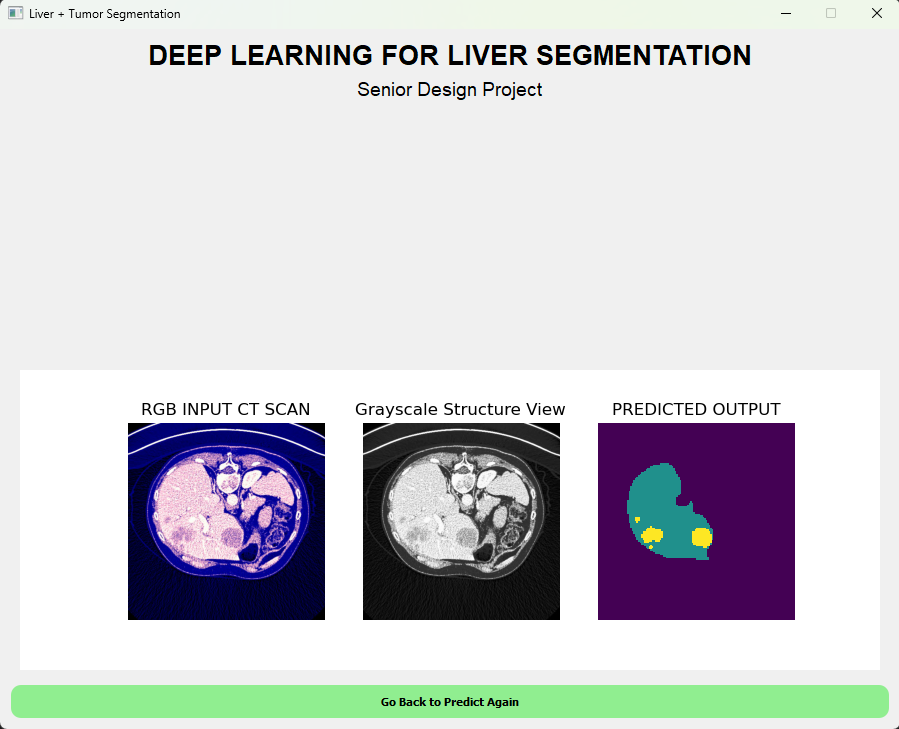 Liver + Tumor Segmentation
DEEP LEARNING FOR LIVER SEGMENTATION
Senior Design Project
RGB INPUT CT SCAN
Grayscale Structure View
PREDICTED OUTPUT
Go Back to Predict Again